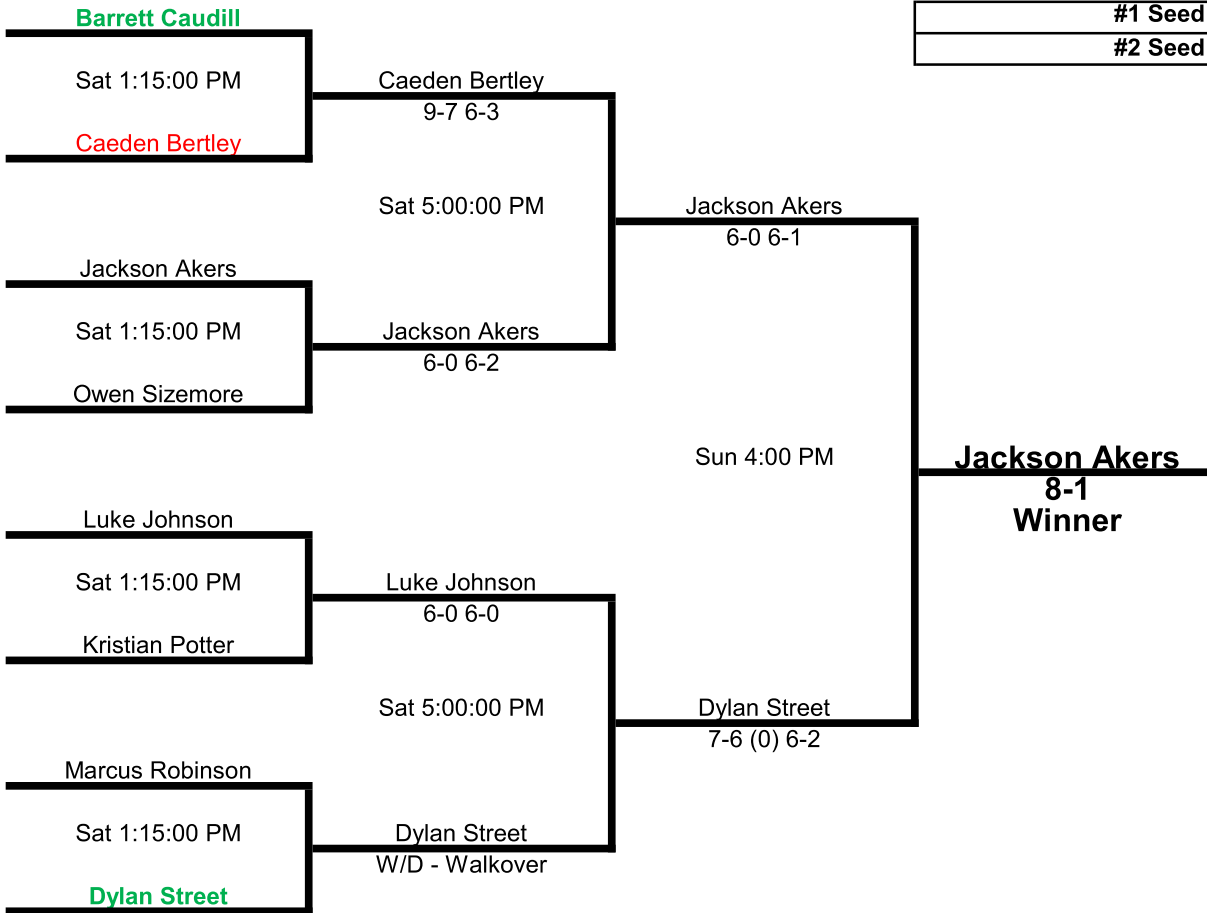 Barrett Caudill
#1 Seed
#2 Seed
Sat 1:15:00 PM
Caeden Bertley
9-7 6-3
Caeden Bertley
Sat 5:00:00 PM
Jackson Akers
6-0 6-1
Jackson Akers
Sat 1:15:00 PM
Jackson Akers
6-0 6-2
Owen Sizemore
Sun 4:00 PM
Jackson Akers
8-1
Winner
Luke Johnson
Sat 1:15:00 PM
Luke Johnson
6-0 6-0
Kristian Potter
Sat 5:00:00 PM
Dylan Street
7-6 (0) 6-2
Marcus Robinson
Sat 1:15:00 PM
Dylan Street
W/D - Walkover
Dylan Street